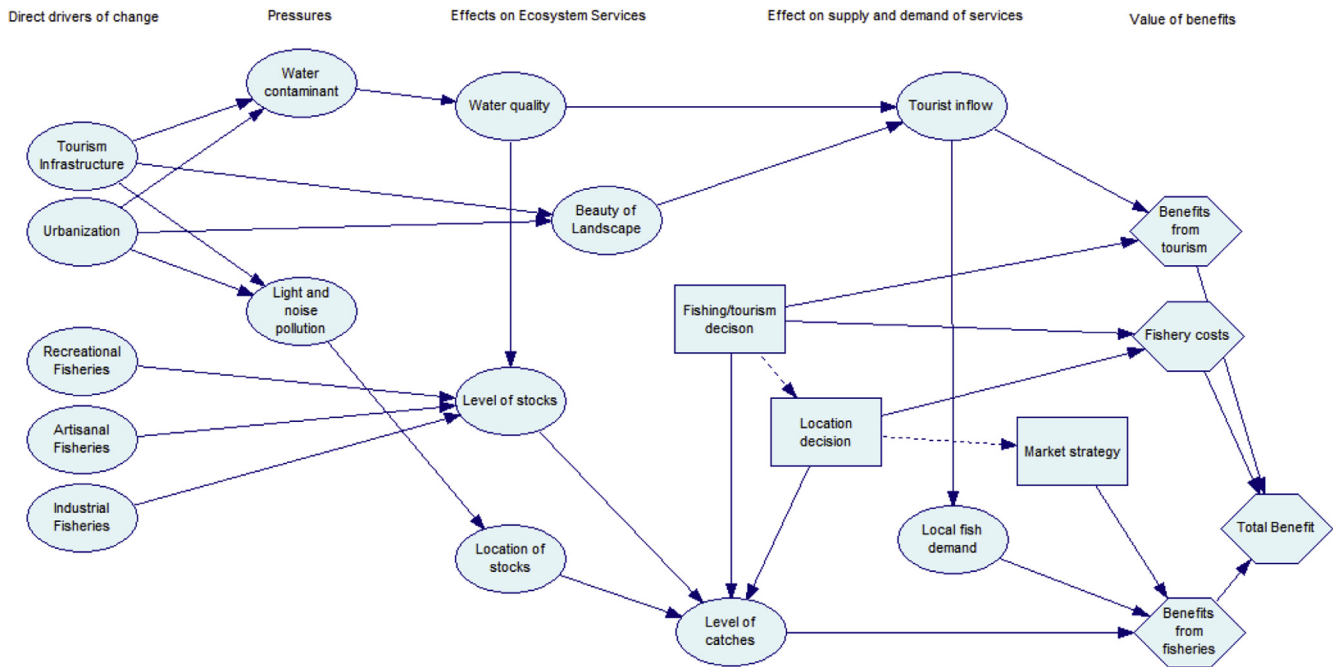 Direct drivers of change
Pressures
Effects on Ecosystem Services
Effect on supply and demand of services
Value of benefits
Water
contaminant
Water quality
Tourist inflow
Tourism
Infrastructure
Urbanization
Beauty of
Landscape
Benefits
from
tourism
Light and
noise
pollution
Fishing/tourism
decison
Fishery costs
Recreational
Fisheries
Level of stocks
Artisanal
Fisheries
Location
decision
Market strategy
Industrial
Fisheries
Location of
stocks
Local fish
demand
Total Benefit
Level of
catches
Benefits
from
fisheries